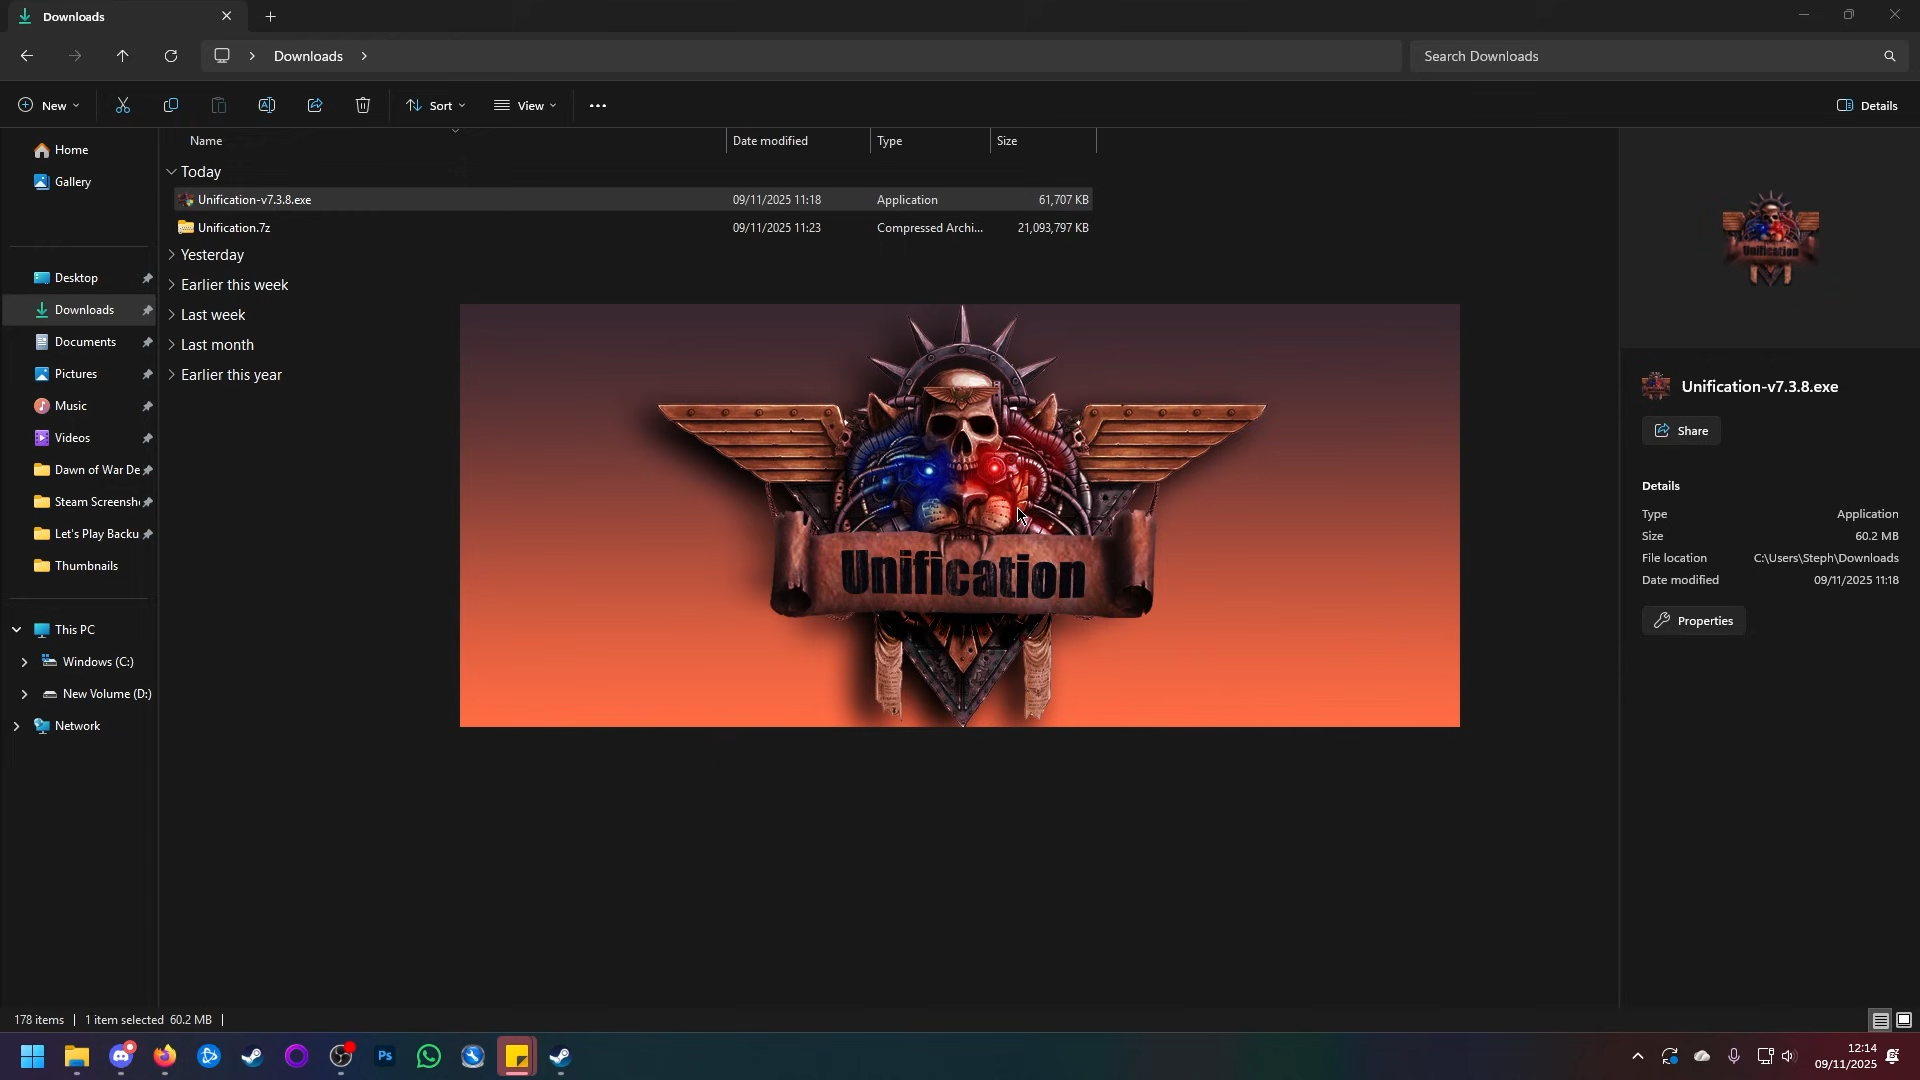 Downloads
Downloads
Search Downloads
New
Sort
View
Details
Name
Date modified
Type
Size
Today
Unification-v7.3.8.exe
09/11/2025 11:18
Application
61,707 KB
Unification.7z
09/11/2025 11:23
Compressed Archi...
21,093,797 KB
Yesterday
Earlier this week
Last week
Last month
Earlier this year
Home
Gallery
Desktop
Downloads
Documents
Pictures
Music
Videos
Dawn of War De
Steam Screensh
Let's Play Backu
Thumbnails
This PC
Windows (C:)
New Volume (D:)
Network
Unification
Unification
Unification-v7.3.8.exe
Share
Details
Type
Application
Size
60.2 MB
File location
C:\Users\Steph\Downloads
Date modified
09/11/2025 11:18
Properties
178 items
1 item selected 60.2 MB
Ps
12:14
09/11/2025